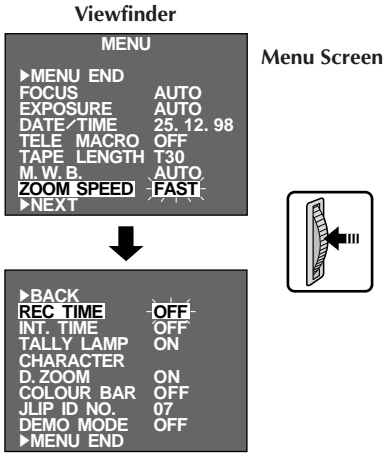 Viewfinder
MENU
Menu Screen
▶MENU END
FOCUS AUTO
EXPOSURE AUTO
DATE/TIME 25. 12. 98
TELE MACRO OFF
TAPE LENGTH T30
M. W. B. AUTO
ZOOM SPEED FAST
▶NEXT
▶BACK
REC TIME OFF
INT. TIME OFF
TALLY LAMP ON
CHARACTER
D. ZOOM ON
COLOUR BAR OFF
JLIP ID NO. 07
DEMO MODE OFF
▶MENU END